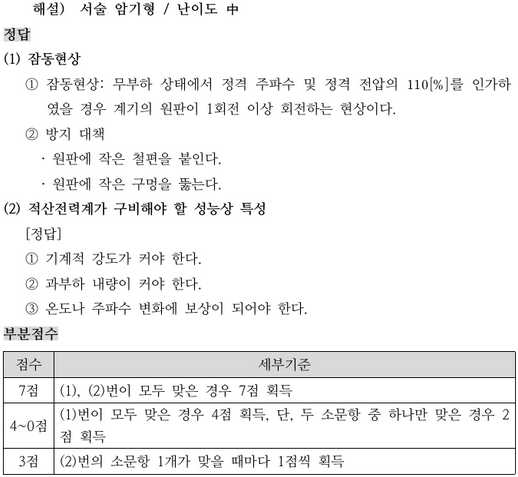 해설) 서술 암기형 / 난이도 中
정답
(1) 잠동현상
① 잠동현상: 무부하 상태에서 정격 주파수 및 정격 전압의 110[%]를 인가하
였을 경우 계기의 원판이 1회전 이상 회전하는 현상이다.
② 방지 대책
· 원판에 작은 철편을 붙인다.
· 원판에 작은 구멍을 뚫는다.
(2) 적산전력계가 구비해야 할 성능상 특성
[정답]
① 기계적 강도가 커야 한다.
② 과부하 내량이 커야 한다.
③ 온도나 주파수 변화에 보상이 되어야 한다.
부분점수
점수 세부기준
7점 (1), (2)번이 모두 맞은 경우 7점 획득
4~0점 (1)번이 모두 맞은 경우 4점 획득, 단, 두 소문항 중 하나만 맞은 경우 2
점 획득
3점 (2)번의 소문항 1개가 맞을 때마다 1점씩 획득